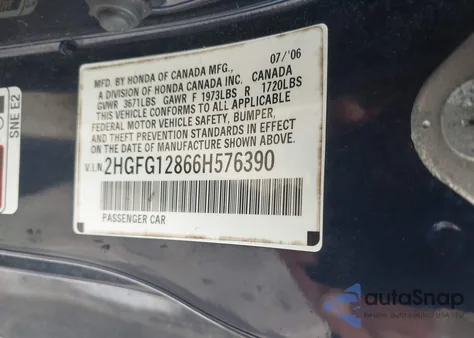 07/'06
MFD. BY HONDA OF CANADA MFG.,
A DIVISION OF HONDA CANADA INC. CANADA
GVWR 3671LBS GAWR F 1973LBS R 1720LBS
THIS VEHICLE CONFORMS TO ALL APPLICABLE
FEDERAL MOTOR VEHICLE SAFETY, BUMPER,
AND THEFT PREVENTION STANDARDS IN EFFECT
ON THE DATE OF MANUFACTURE SHOWN ABOVE.
V.I.N. 2HGFG12866H576390
PASSENGER CAR
SNE E2
autoSnap